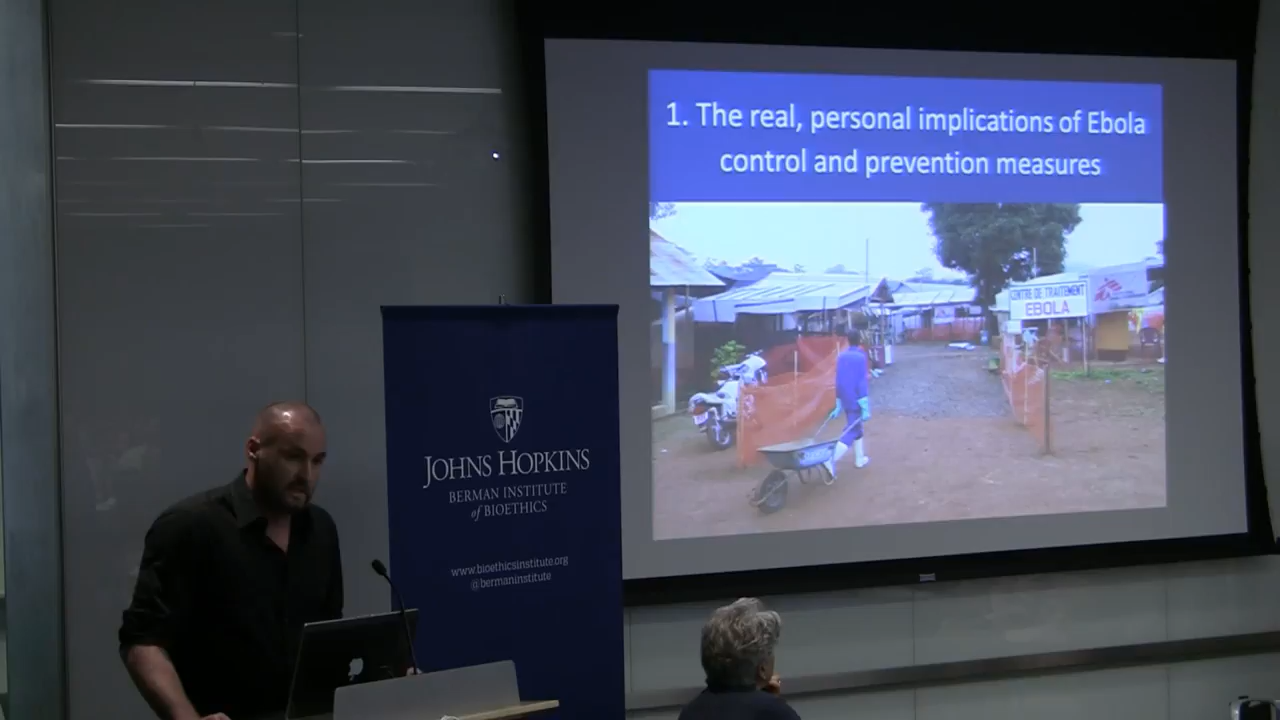 1. The real, personal implications of Ebola
control and prevention measures
CENTRE DE TRAITEMENT
EBOLA
JOHNS HOPKINS
BERMAN INSTITUTE
of BIOETHICS
www.bioethicsinstitute.org
@bermaninstitute